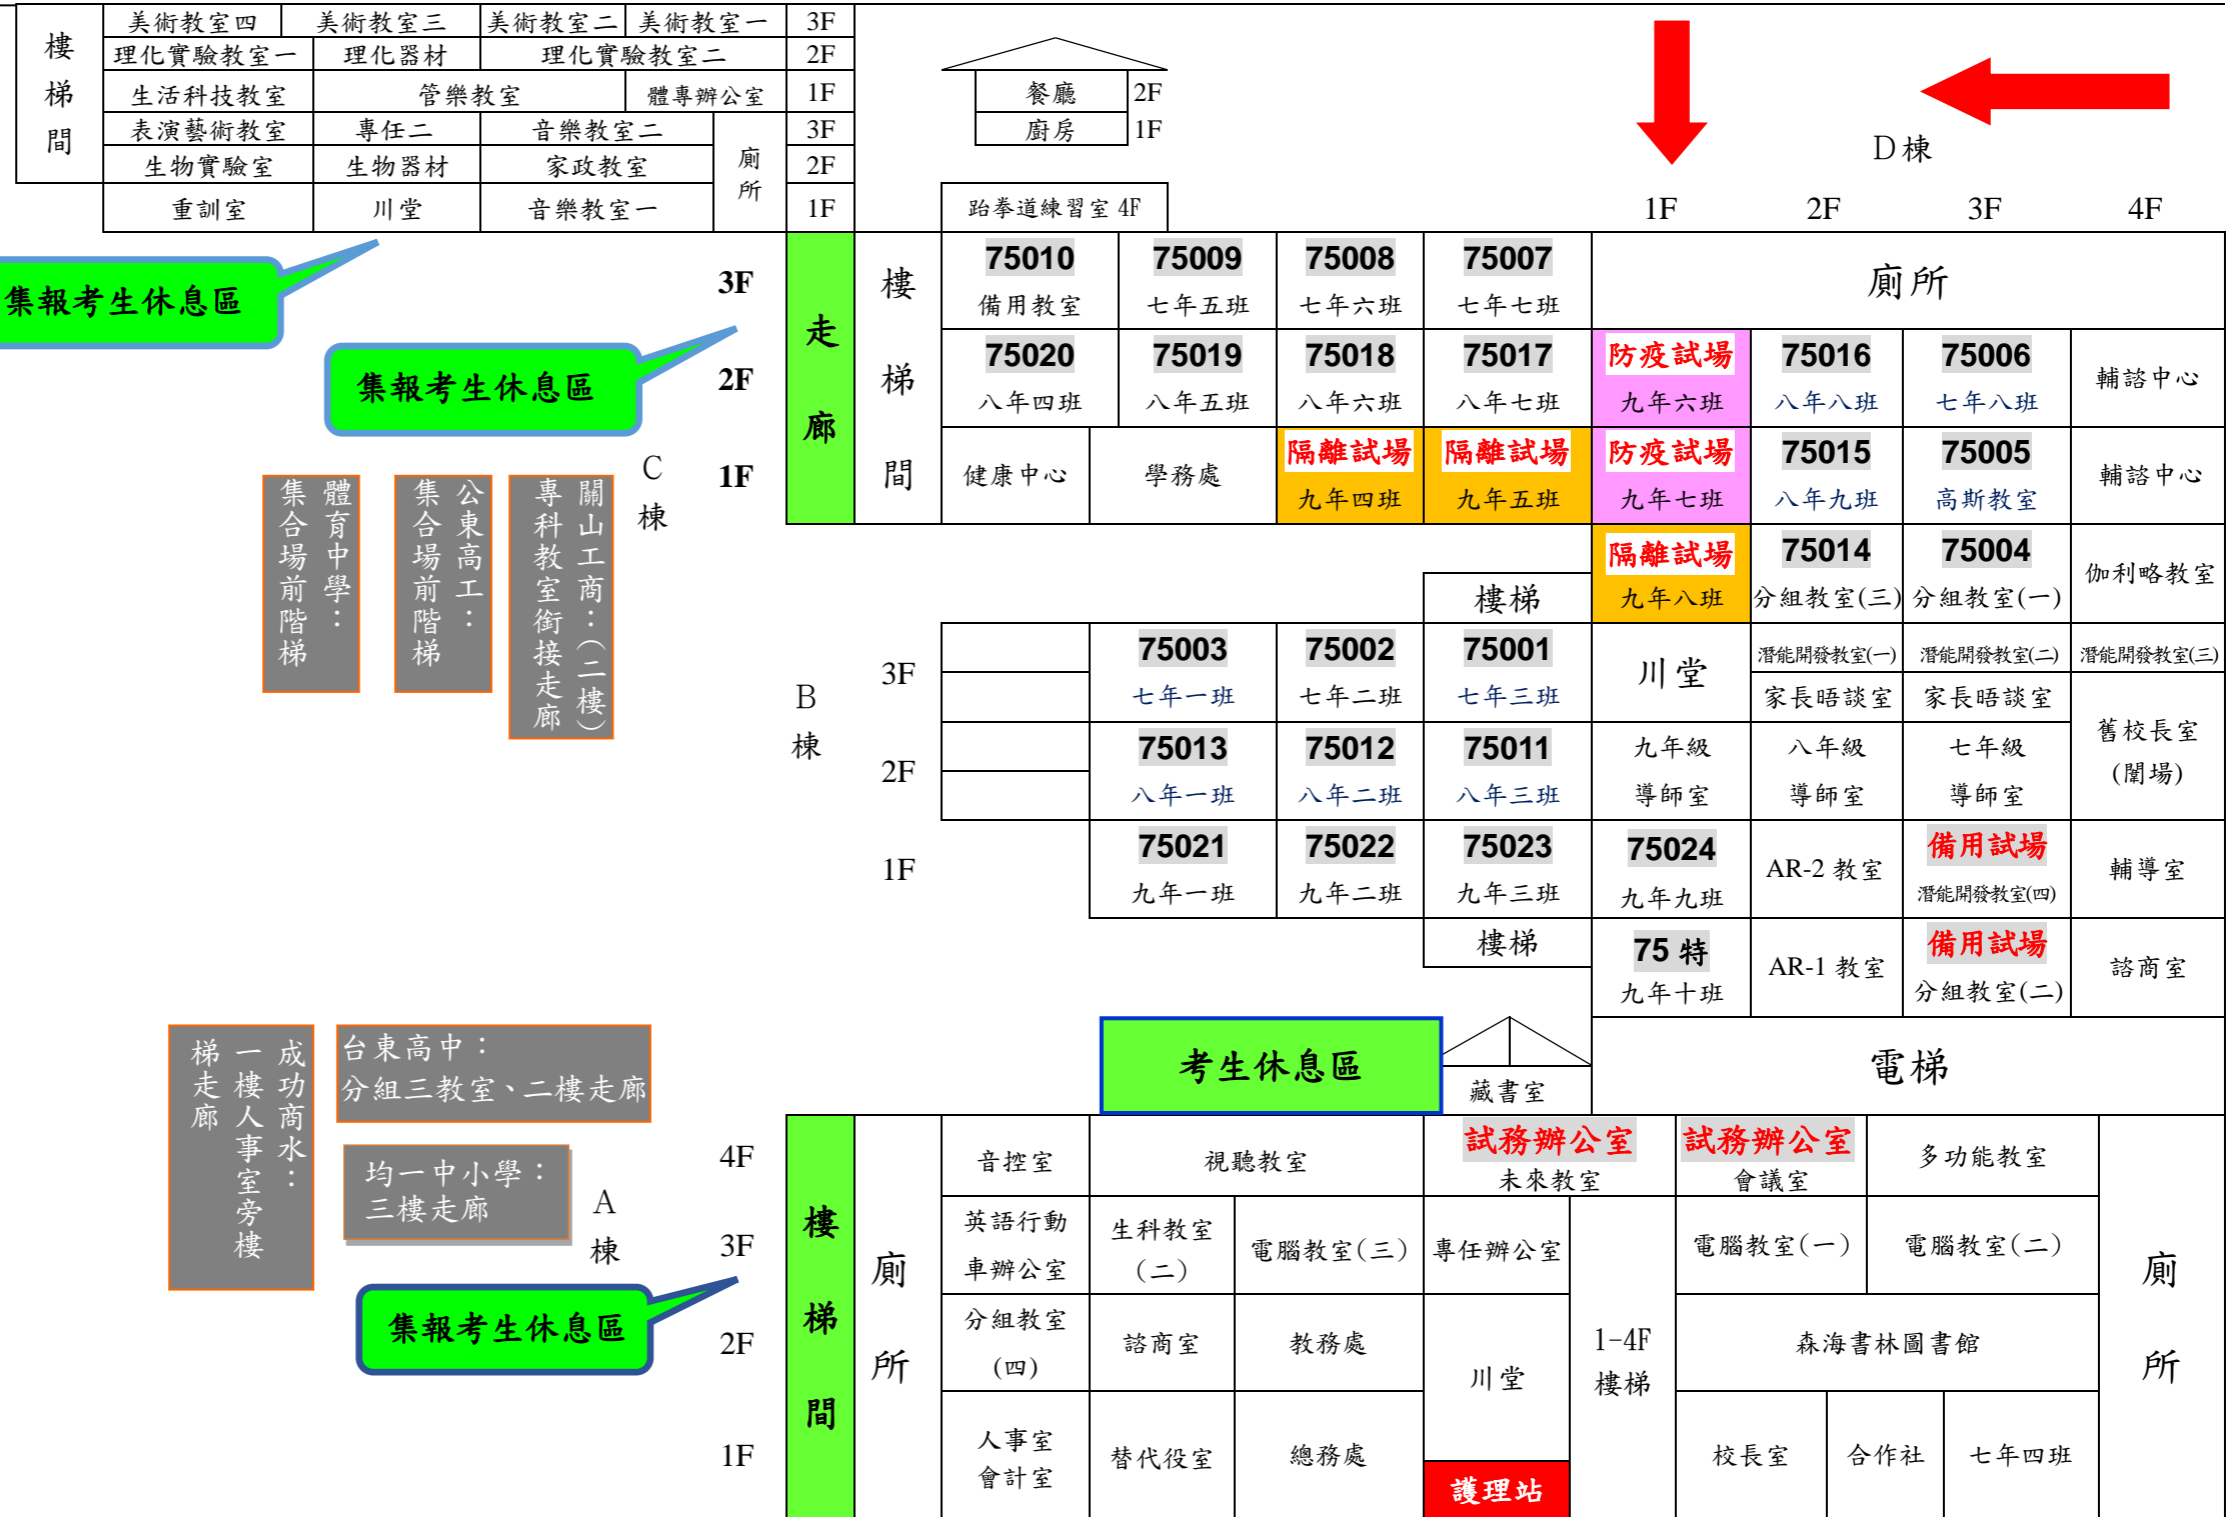 樓梯間
美術教室四 美術教室三 美術教室二 美術教室一 3F
理化實驗教室一 理化器材 理化實驗教室二 2F
生活科技教室 管樂教室 體專辦公室 1F
表演藝術教室 專任二 音樂教室二 3F
生物實驗室 生物器材 家政教室 2F
廁所
重訓室 川堂 音樂教室一 1F
餐廳 2F
廚房 1F
跆拳道練習室 4F
D棟
1F 2F 3F 4F
集報考生休息區
集報考生休息區
C棟
3F
2F
1F
走廊
樓梯間
75010 75009 75008 75007
備用教室 七年五班 七年六班 七年七班
廁所
75020 75019 75018 75017 防疫試場 75016 75006
八年四班 八年五班 八年六班 八年七班 九年六班 八年八班 七年八班
輔諮中心
健康中心 學務處
隔離試場 隔離試場 防疫試場 75015 75005
九年四班 九年五班 九年七班 八年九班 高斯教室
輔諮中心
體育中學：
集合場前階梯
公東高工：
集合場前階梯
關山工商：(二樓)
專科教室銜接走廊
隔離試場 75014 75004
九年八班 分組教室(三) 分組教室(一)
伽利略教室
樓梯
B棟
3F
75003 75002 75001
七年一班 七年二班 七年三班
川堂
潛能開發教室(一) 潛能開發教室(二) 潛能開發教室(三)
家長晤談室 家長晤談室
2F
75013 75012 75011
八年一班 八年二班 八年三班
九年級 八年級 七年級
導師室 導師室 導師室
舊校長室
(闈場)
1F
75021 75022 75023 75024
九年一班 九年二班 九年三班 九年九班
AR-2 教室
備用試場
潛能開發教室(四)
輔導室
樓梯
75 特
九年十班
AR-1 教室
備用試場
分組教室(二)
諮商室
考生休息區
藏書室
電梯
成功商水：
一樓人事室旁樓
梯走廊
台東高中：
分組三教室、二樓走廊
均一中小學：
三樓走廊
A棟
集報考生休息區
4F
3F
2F
1F
樓梯間
廁所
音控室 視聽教室
試務辦公室 試務辦公室
未來教室 會議室
多功能教室
英語行動
車辦公室
生科教室
(二)
電腦教室(三) 專任辦公室
電腦教室(一) 電腦教室(二)
分組教室
(四)
諮商室 教務處
川堂
1-4F
樓梯
森海書林圖書館
廁所
人事室
會計室
替代役室 總務處
護理站
校長室 合作社 七年四班